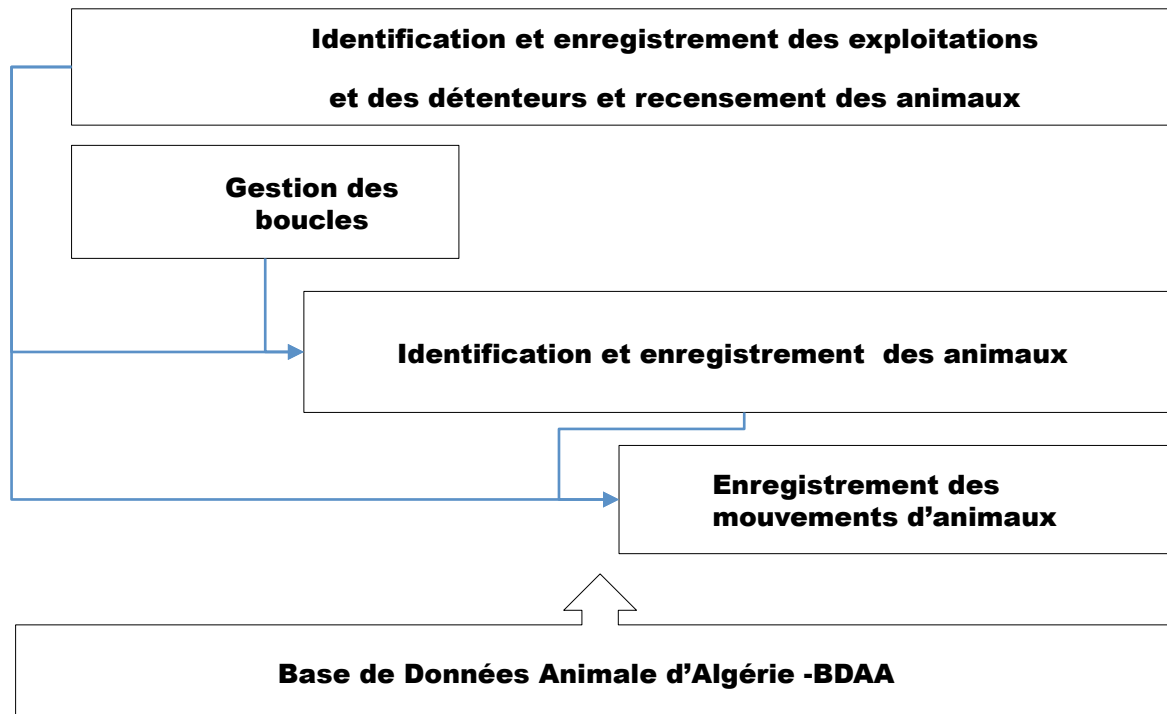 Identification et enregistrement des exploitations
et des détenteurs et recensement des animaux
Gestion des
boucles
Identification et enregistrement des animaux
Enregistrement des
mouvements d’animaux
Base de Données Animale d’Algérie -BDAA